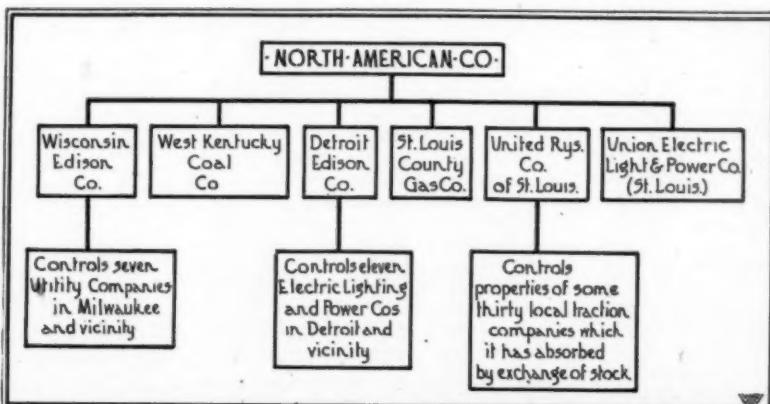 ·NORTH·AMERICAN·CO·
Wisconsin
Edison
Co.
West Kentucky
Coal
Co
Detroit
Edison
Co.
St. Louis
County
Gas Co.
United Rys.
Co.
of St. Louis.
Union Electric
Light & Power Co.
(St. Louis.)
Controls seven
Utitity Companies
in Milwaukee
and vicinity
Controls eleven
Electric Lighting
and Power Cos
in Detroit and
vicinity
Controls
properties of some
thirty local traction
companies which
it has absorbed
by exchange of stock